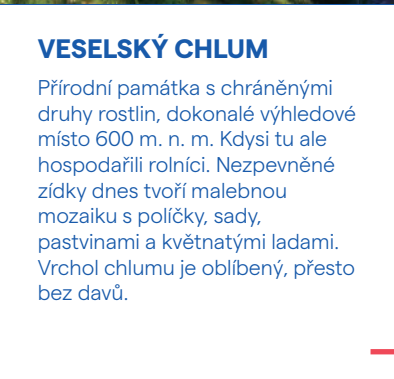 VESELSKÝ CHLUM
Přírodní památka s chráněnými
druhy rostlin, dokonalé výhledové
místo 600 m. n. m. Kdysi tu ale
hospodařili rolníci. Nezpevněné
zídky dnes tvoří malebnou
mozaiku s políčky, sady,
pastvinami a květnatými ladami.
Vrchol chlumu je oblíbený, přesto
bez davů.